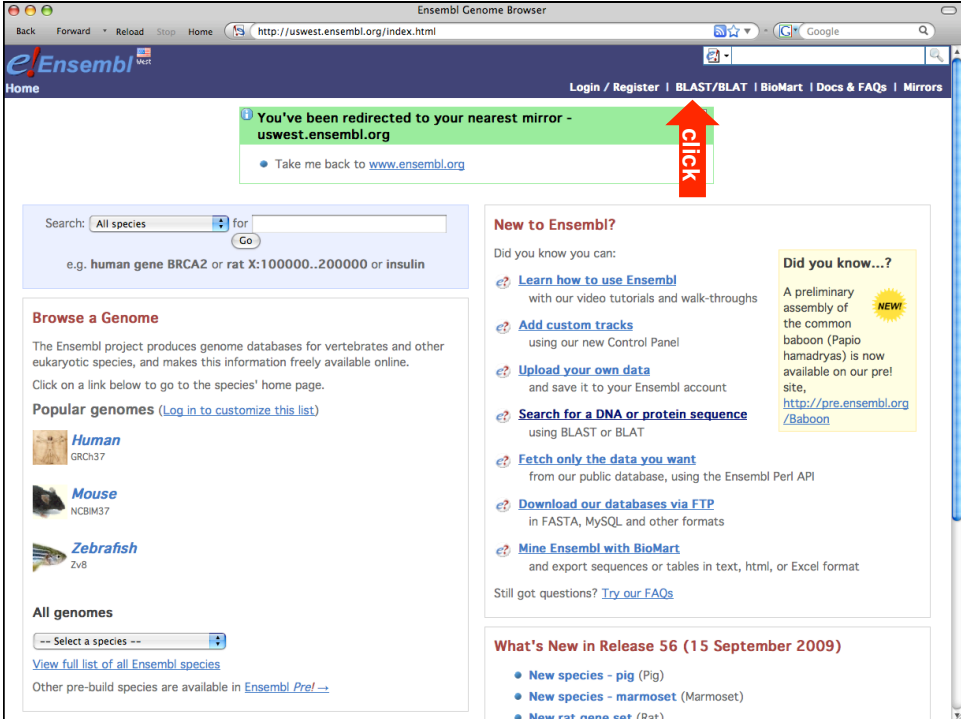 Ensembl Genome Browser
Back Forward Reload Stop Home http://uswest.ensembl.org/index.html Google
e!Ensembl West
Home
Login / Register | BLAST/BLAT | BioMart | Docs & FAQs | Mirrors
click
You've been redirected to your nearest mirror -
uswest.ensembl.org
Take me back to www.ensembl.org
Search: All species for
Go
e.g. human gene BRCA2 or rat X:100000..200000 or insulin
Browse a Genome
The Ensembl project produces genome databases for vertebrates and other
eukaryotic species, and makes this information freely available online.
Click on a link below to go to the species' home page.
Popular genomes (Log in to customize this list)
Human
GRCh37
Mouse
NCBIM37
Zebrafish
Zv8
All genomes
-- Select a species --
View full list of all Ensembl species
Other pre-build species are available in Ensembl Pre! →
New to Ensembl?
Did you know you can:
e? Learn how to use Ensembl
with our video tutorials and walk-throughs
e? Add custom tracks
using our new Control Panel
e? Upload your own data
and save it to your Ensembl account
e? Search for a DNA or protein sequence
using BLAST or BLAT
e? Fetch only the data you want
from our public database, using the Ensembl Perl API
e? Download our databases via FTP
in FASTA, MySQL and other formats
e? Mine Ensembl with BioMart
and export sequences or tables in text, html, or Excel format
Still got questions? Try our FAQs
Did you know...?
A preliminary
assembly of
the common
baboon (Papio
hamadryas) is now
available on our pre!
site,
http://pre.ensembl.org
/Baboon
NEW!
What's New in Release 56 (15 September 2009)
New species - pig (Pig)
New species - marmoset (Marmoset)
New rat gene set (Rat)